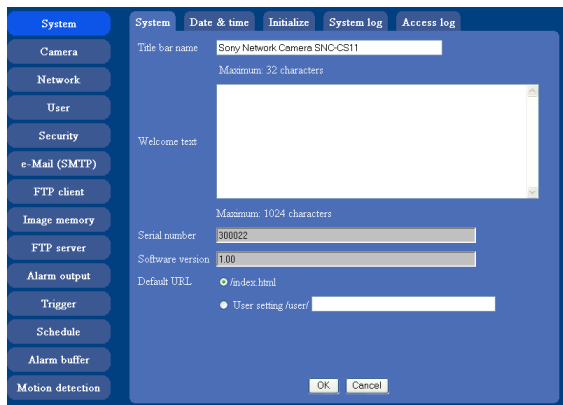 System
Camera
Network
User
Security
e-Mail (SMTP)
FTP client
Image memory
FTP server
Alarm output
Trigger
Schedule
Alarm buffer
Motion detection
System Date & time Initialize System log Access log
Title bar name Sony Network Camera SNC-CS11
Maximum: 32 characters
Welcome text
Maximum: 1024 characters
Serial number 300022
Software version 1.00
Default URL /index.html
User setting /user/
OK Cancel